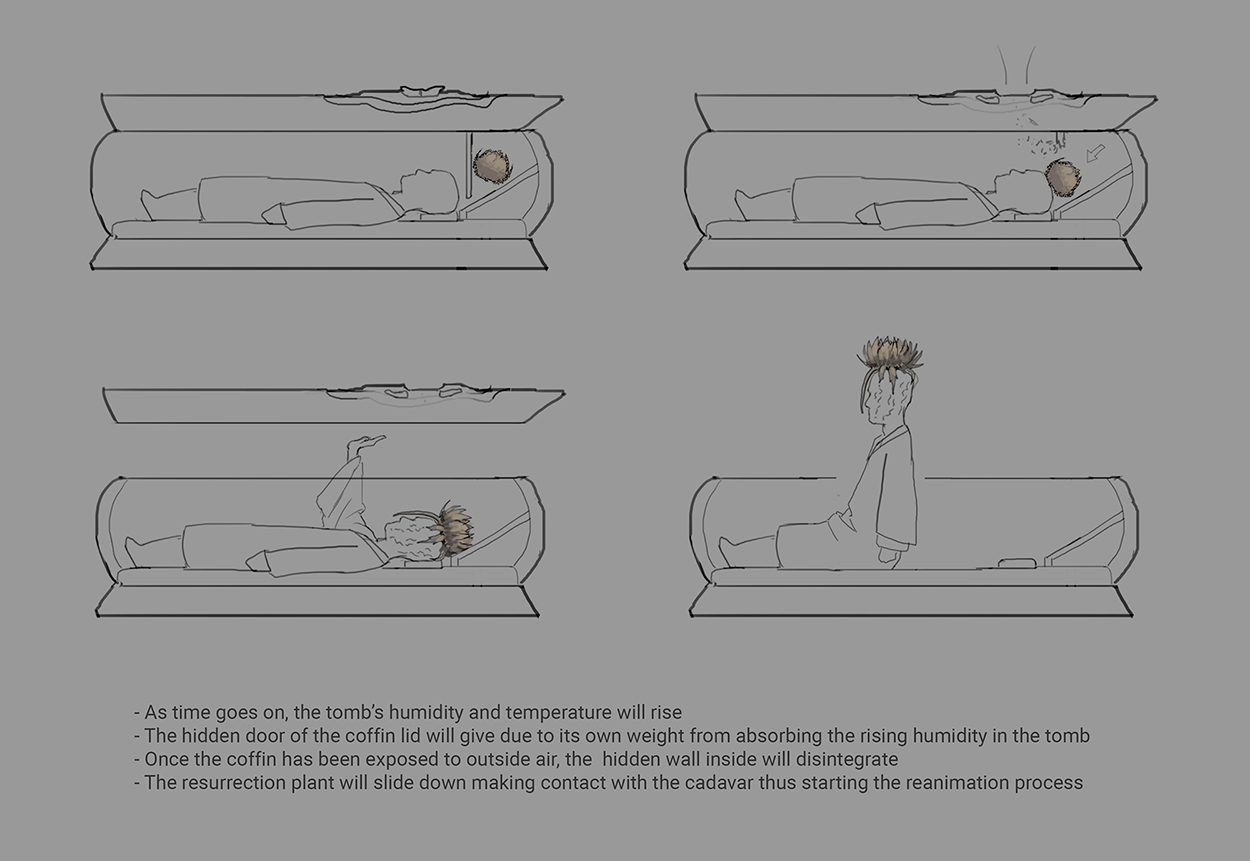 - As time goes on, the tomb's humidity and temperature will rise
- The hidden door of the coffin lid will give due to its own weight from absorbing the rising humidity in the tomb
- Once the coffin has been exposed to outside air, the  hidden wall inside will disintegrate
- The resurrection plant will slide down making contact with the cadavar thus starting the reanimation process